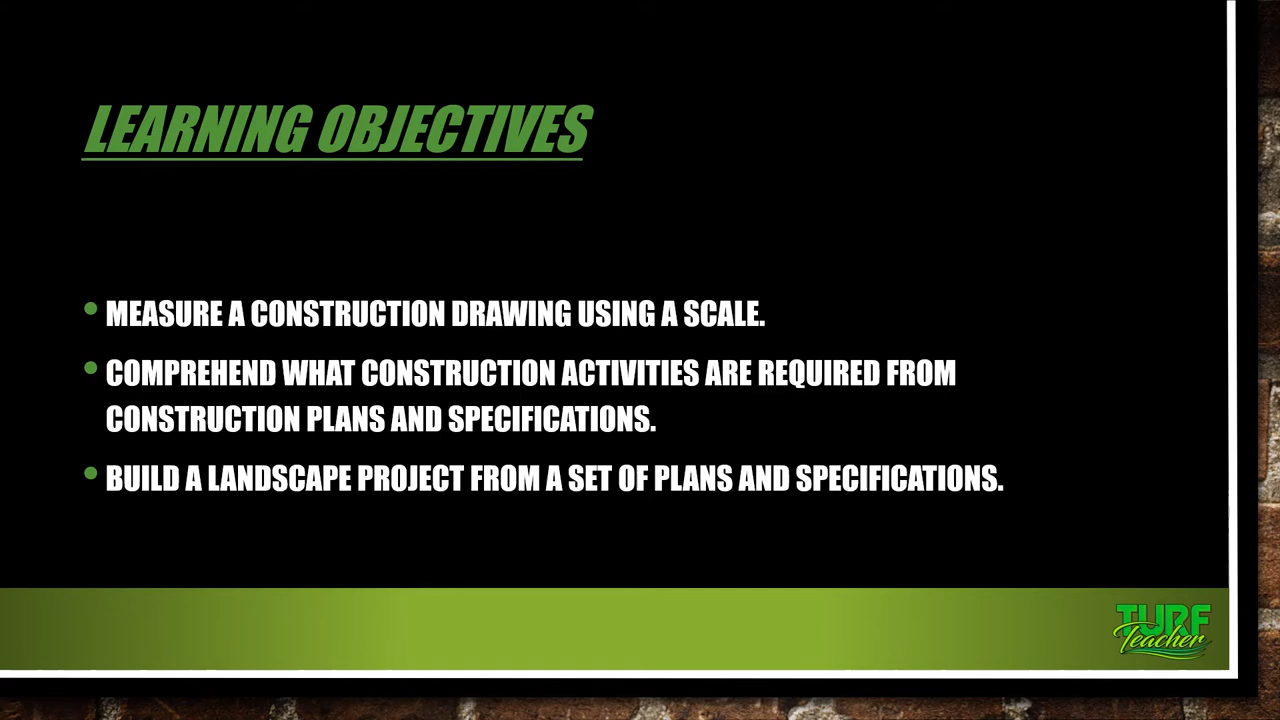 LEARNING OBJECTIVES
• MEASURE A CONSTRUCTION DRAWING USING A SCALE.
• COMPREHEND WHAT CONSTRUCTION ACTIVITIES ARE REQUIRED FROM
CONSTRUCTION PLANS AND SPECIFICATIONS.
• BUILD A LANDSCAPE PROJECT FROM A SET OF PLANS AND SPECIFICATIONS.
TURF
Teacher